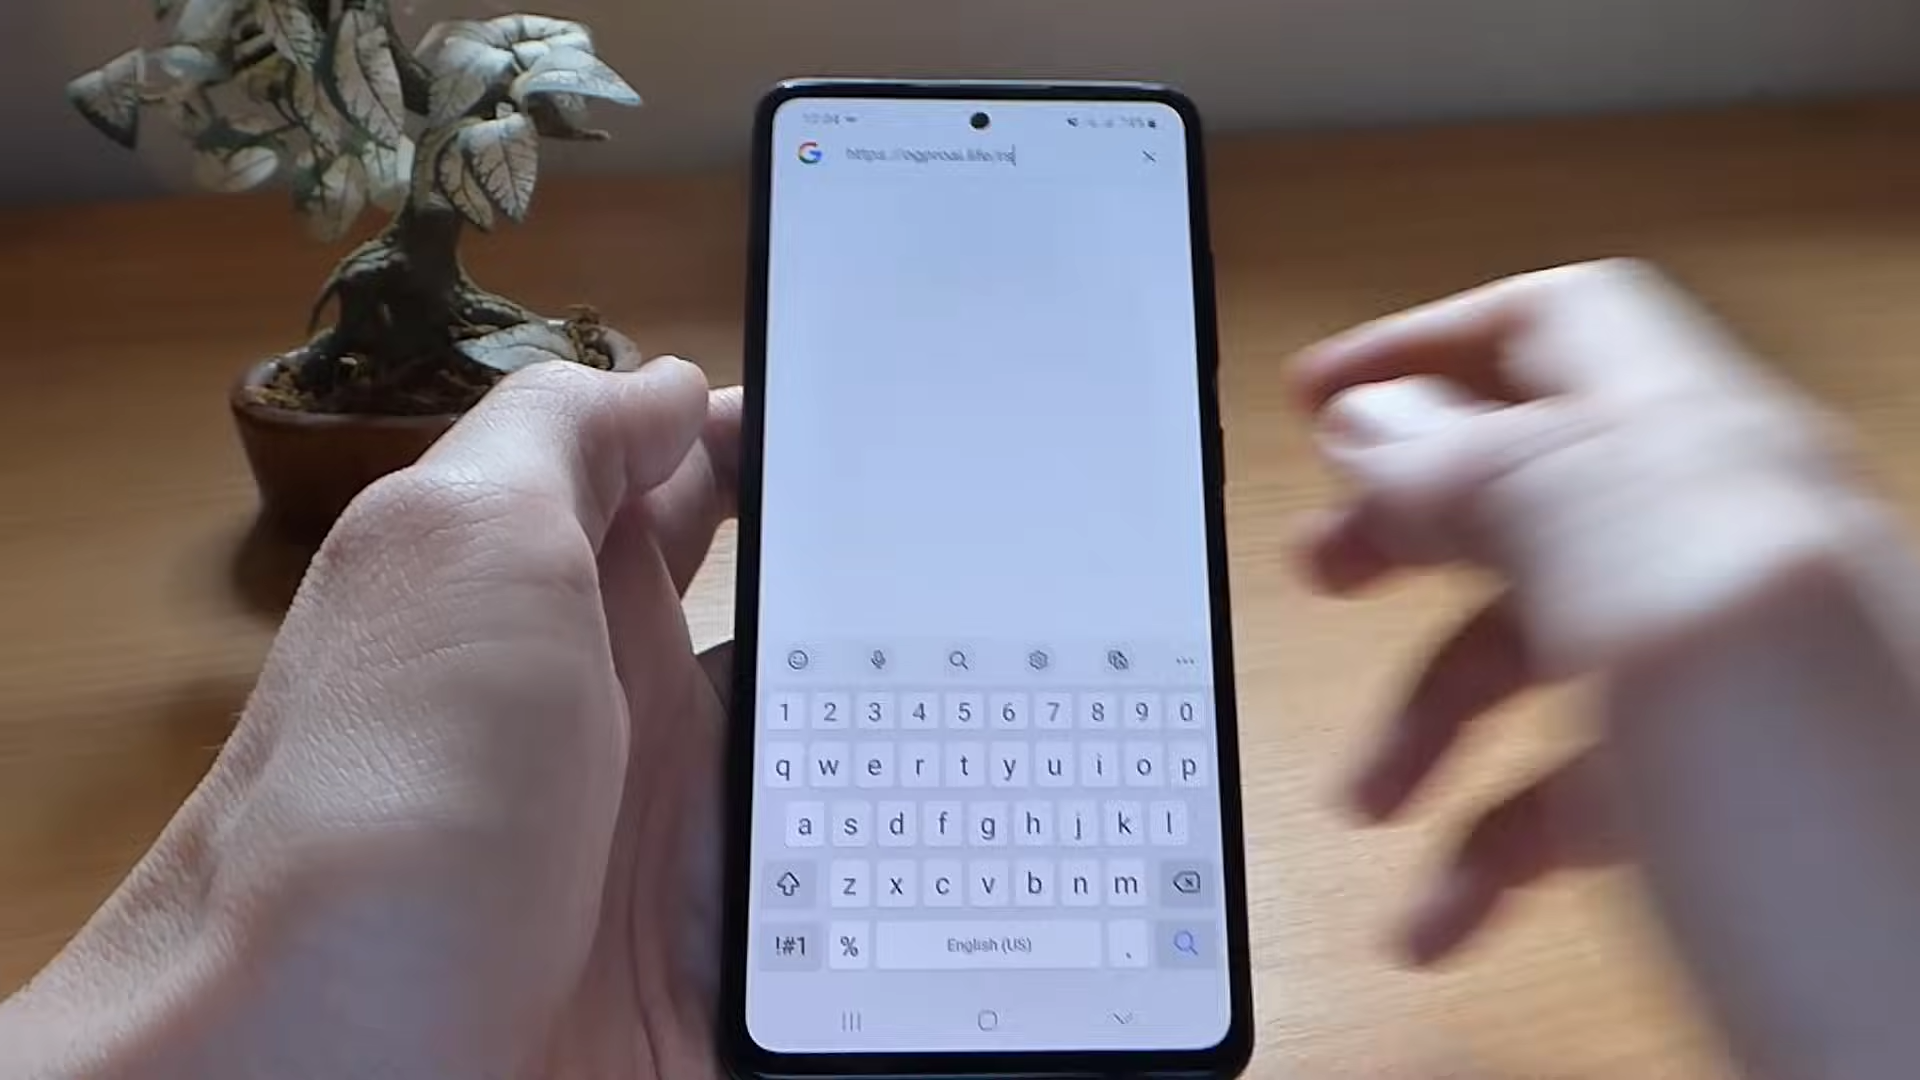 1 2 3 4 5 6 7 8 9 0
q w e r t y u i o p
a s d f g h j k l
z x c v b n m
!#1 % English (US) .